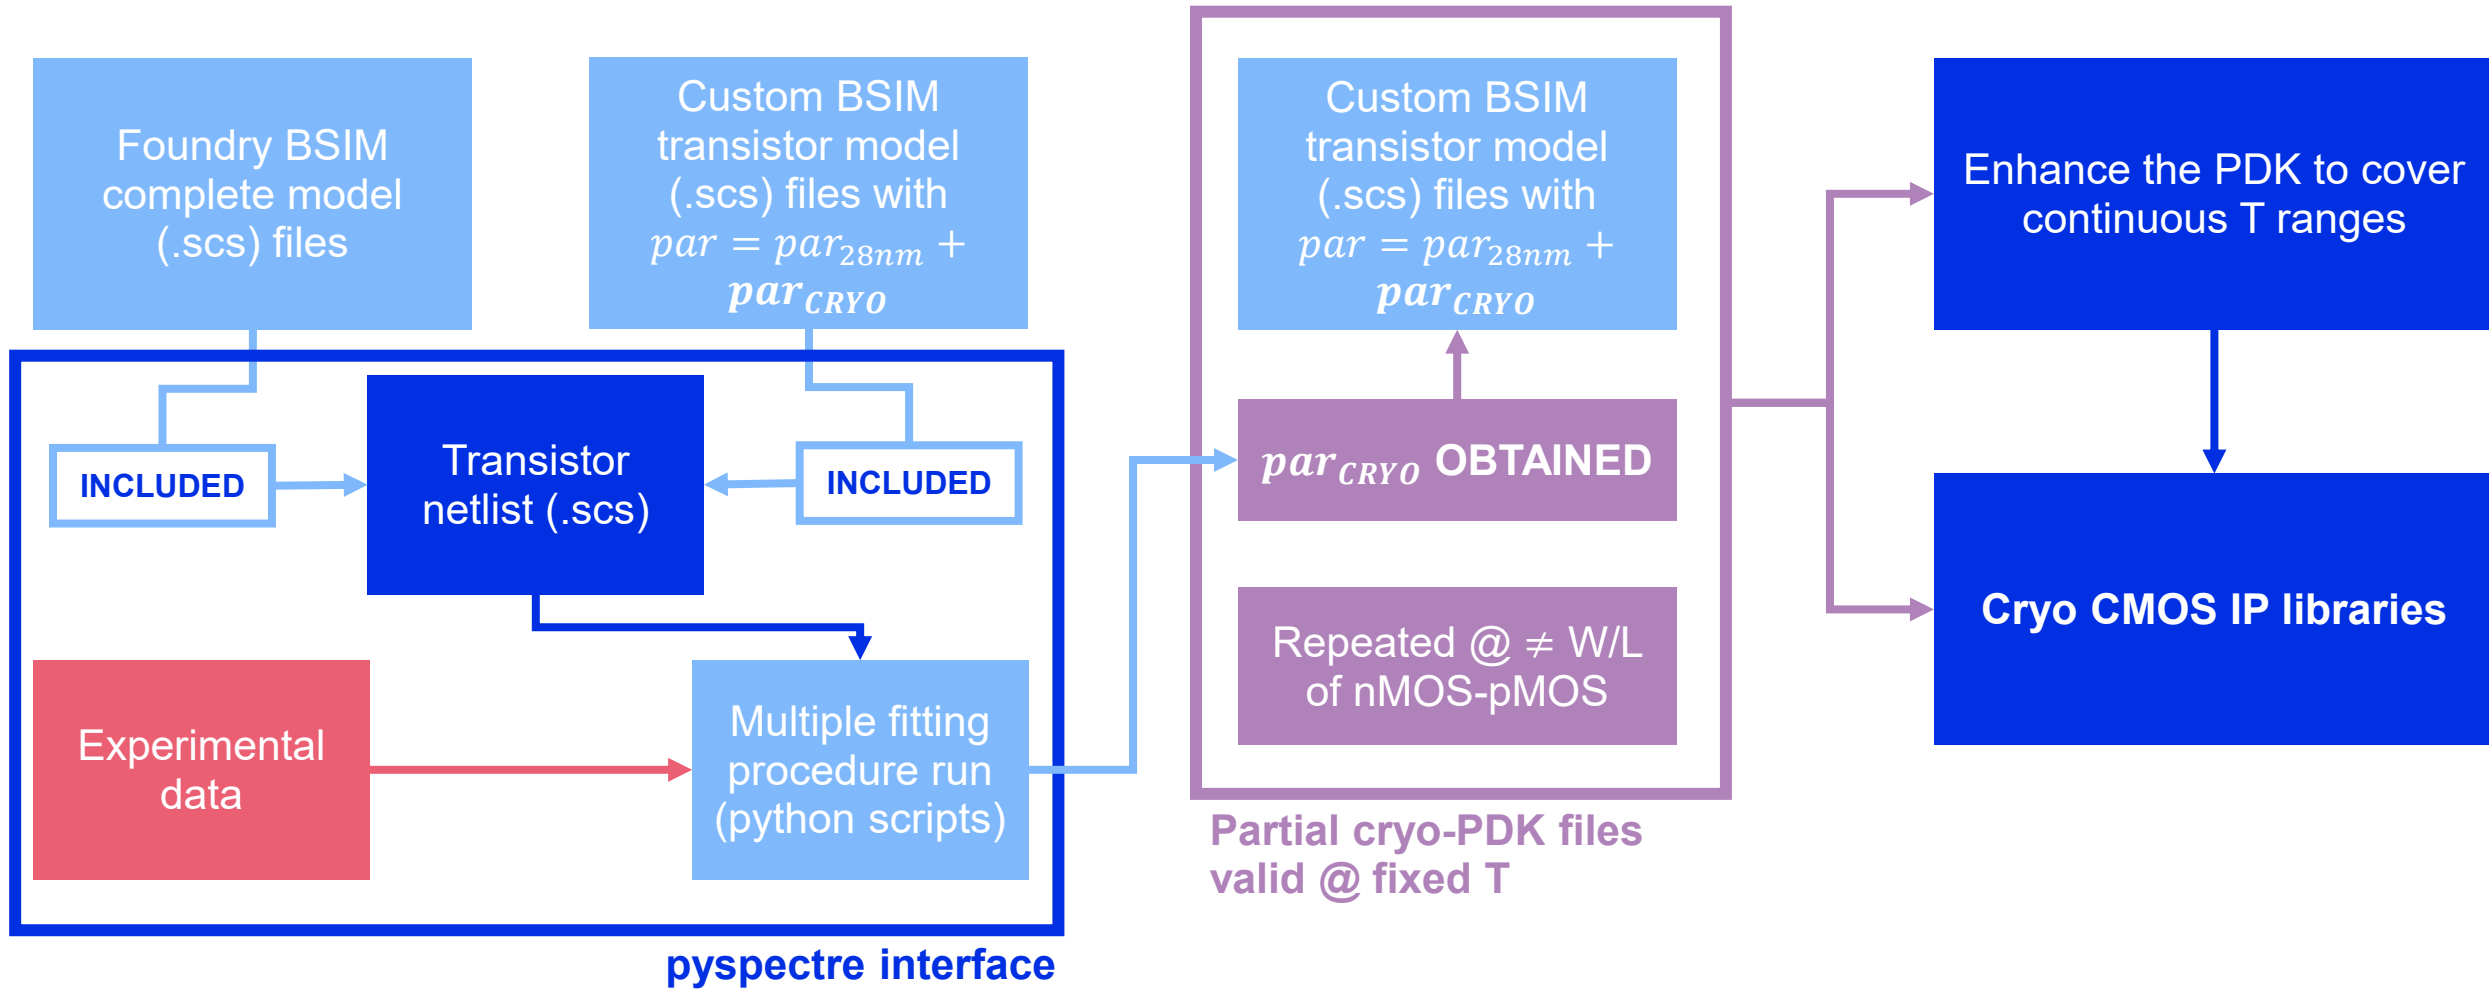 Foundry BSIM
complete model
(.scs) files
Custom BSIM
transistor model
(.scs) files with
par = par₂₈ₙₘ +
par_CRYO
INCLUDED
Transistor
netlist (.scs)
INCLUDED
Experimental
data
Multiple fitting
procedure run
(python scripts)
pyspectre interface
Custom BSIM
transistor model
(.scs) files with
par = par₂₈ₙₘ +
par_CRYO
par_CRYO OBTAINED
Repeated @ ≠ W/L
of nMOS-pMOS
Partial cryo-PDK files
valid @ fixed T
Enhance the PDK to cover
continuous T ranges
Cryo CMOS IP libraries